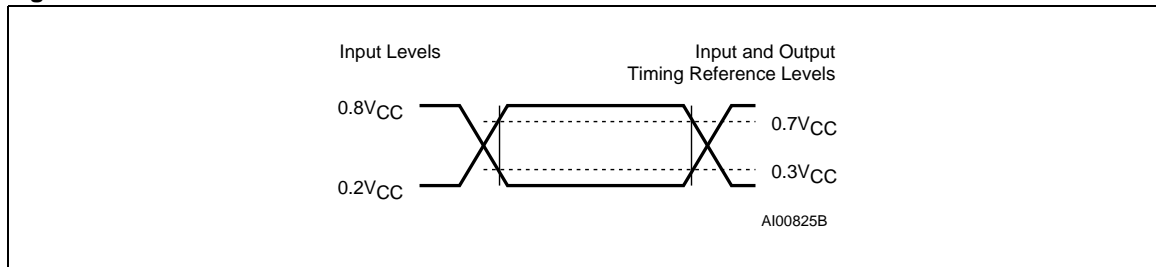 Input Levels
Input and Output
Timing Reference Levels
0.8VCC
0.7VCC
0.3VCC
0.2VCC
AI00825B